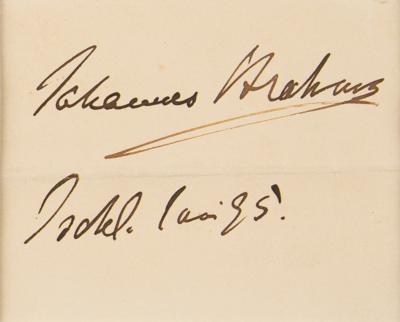 Johannes Brahms
Ischl. Juni 95.